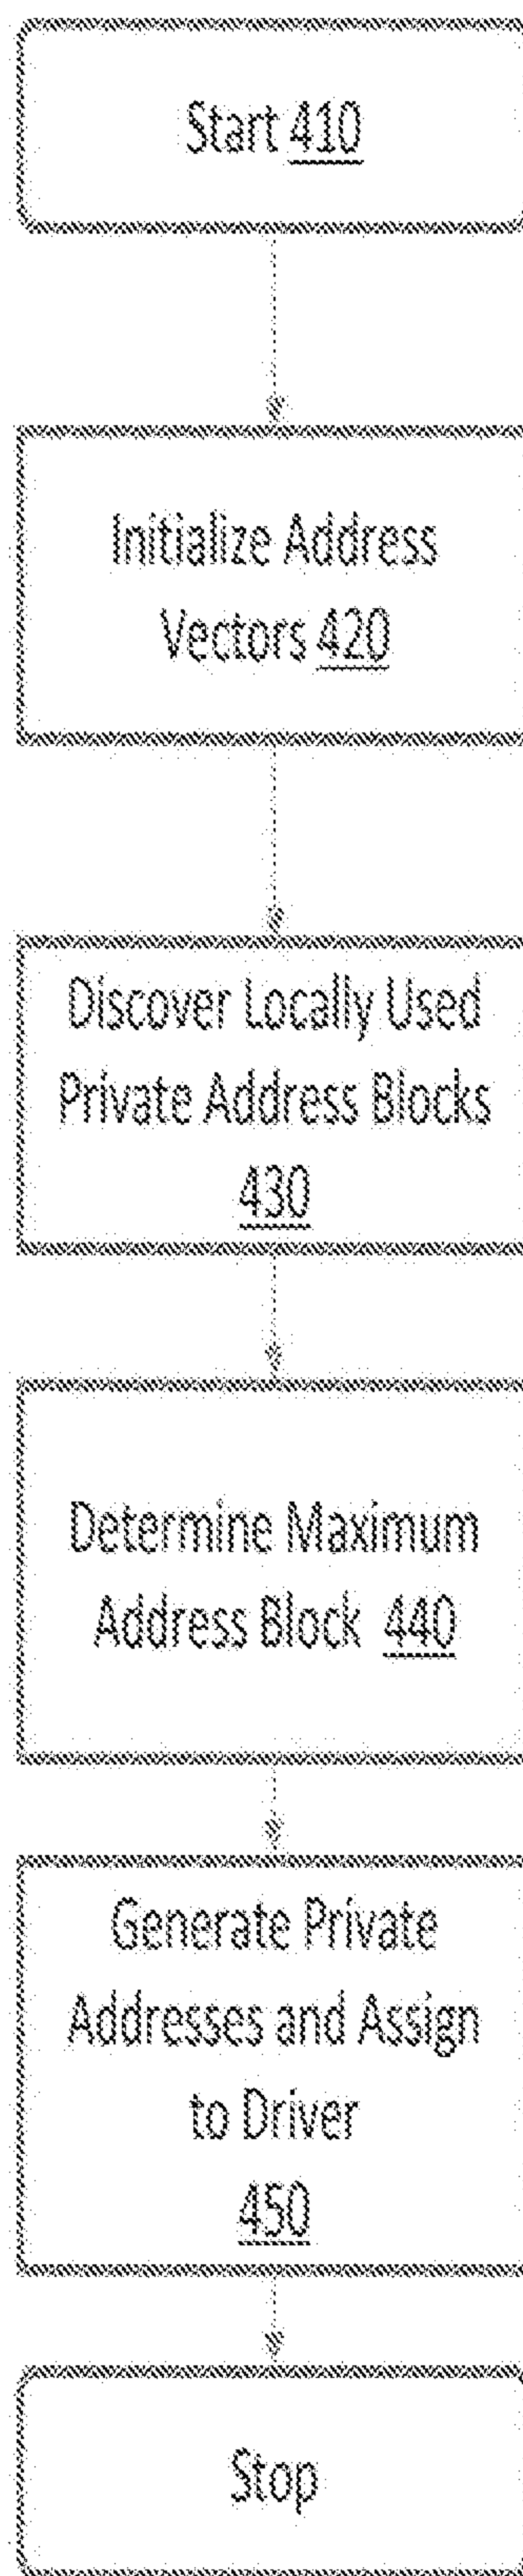 Start 410
Initialize Address
Vectors 420
Discover Locally Used
Private Address Blocks
430
Determine Maximum
Address Block 440
Generate Private
Addresses and Assign
to Driver
450
Stop